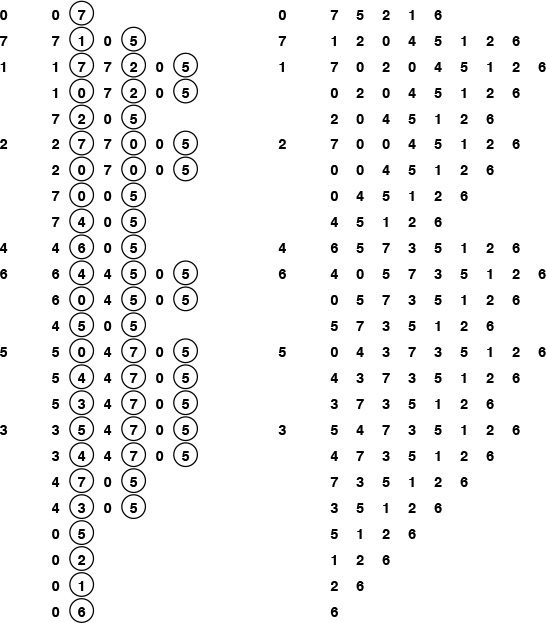 0 0 7 0 7 5 2 1 6
7 7 1 0 5 7 1 2 0 4 5 1 2 6
1 1 7 7 2 0 5 1 7 0 2 0 4 5 1 2 6
1 0 7 2 0 5 0 2 0 4 5 1 2 6
7 2 0 5 2 0 4 5 1 2 6
2 2 7 7 0 0 5 2 7 0 0 4 5 1 2 6
2 0 7 0 0 5 0 0 4 5 1 2 6
7 0 0 5 0 4 5 1 2 6
7 4 0 5 4 5 1 2 6
4 4 6 0 5 4 6 5 7 3 5 1 2 6
6 6 4 4 5 0 5 6 4 0 5 7 3 5 1 2 6
6 0 4 5 0 5 0 5 7 3 5 1 2 6
4 5 0 5 5 7 3 5 1 2 6
5 5 0 4 7 0 5 5 0 4 3 7 3 5 1 2 6
5 4 4 7 0 5 4 3 7 3 5 1 2 6
5 3 4 7 0 5 3 7 3 5 1 2 6
3 3 5 4 7 0 5 3 5 4 7 3 5 1 2 6
3 4 4 7 0 5 4 7 3 5 1 2 6
4 7 0 5 7 3 5 1 2 6
4 3 0 5 3 5 1 2 6
0 5 5 1 2 6
0 2 1 2 6
0 1 2 6
0 6 6